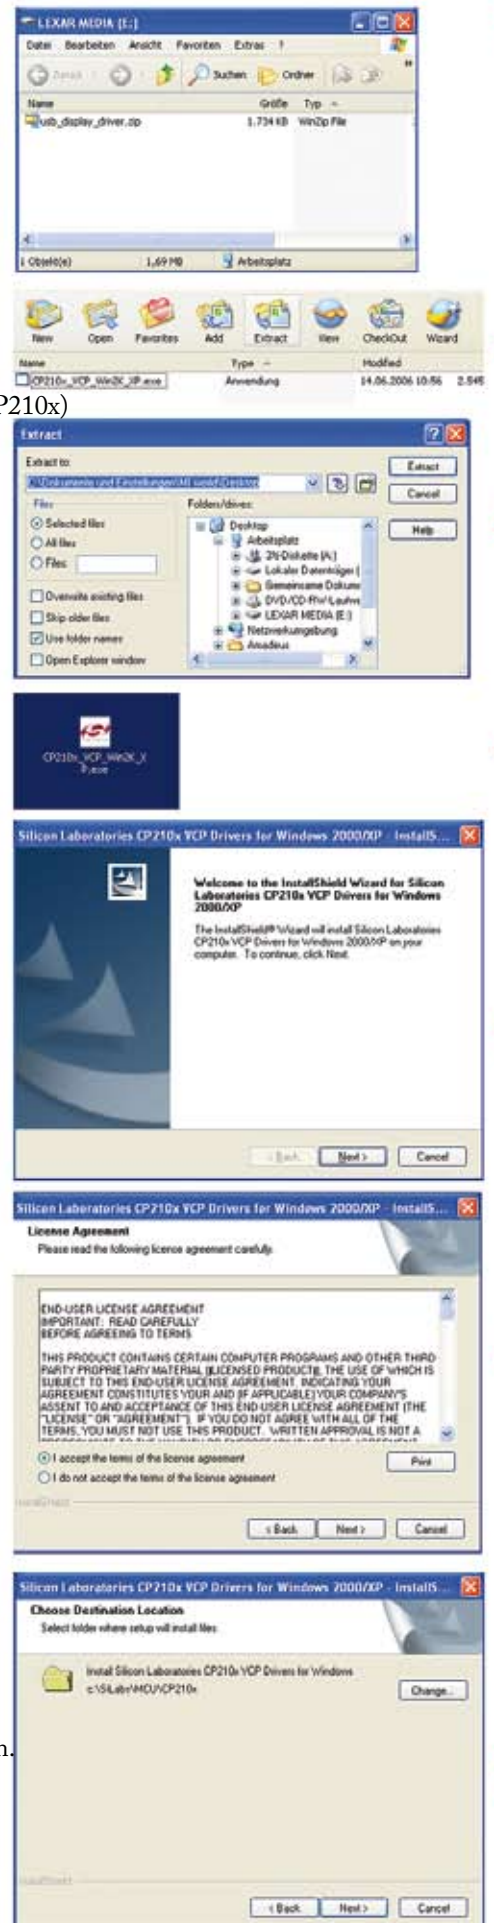 LEXAR MEDIA (E:)
Datei Bearbeiten Ansicht Favoriten Extras ?
Zurück Suchen Ordner
Name Größe Typ
usb_display_driver.zip 1.734 KB WinZip File
1 Objekt(e) 1,69 MB Arbeitsplatz
New Open Favorites Add Extract View CheckOut Wizard
Name Type Modified
CP210x_VCP_Win2K_XP.exe Anwendung 14.06.2006 10:56 2.545
P210x)
Extract
Extract to:
C:\Dokumente und Einstellungen\MLworld\Desktop
Extract
Cancel
Help
Files
Selected files
All files
Files:
Overwrite existing files
Skip older files
Use folder names
Open Explorer window
Folders/drives:
Desktop
Arbeitsplatz
3½-Diskette (A:)
Lokaler Datenträger (
Gemeinsame Dokume
DVD/CD-RW-Laufwe
LEXAR MEDIA (E:)
Netzwerkumgebung
Amadeus
CP210x_VCP_Win2K_X
P.exe
Silicon Laboratories CP210x VCP Drivers for Windows 2000/XP - InstallS...
Welcome to the InstallShield Wizard for Silicon
Laboratories CP210x VCP Drivers for Windows
2000/XP
The InstallShield® Wizard will install Silicon Laboratories
CP210x VCP Drivers for Windows 2000/XP on your
computer. To continue, click Next.
< Back Next > Cancel
Silicon Laboratories CP210x VCP Drivers for Windows 2000/XP - InstallS...
License Agreement
Please read the following license agreement carefully.
END-USER LICENSE AGREEMENT
IMPORTANT: READ CAREFULLY
BEFORE AGREEING TO TERMS
THIS PRODUCT CONTAINS CERTAIN COMPUTER PROGRAMS AND OTHER THIRD
PARTY PROPRIETARY MATERIAL (LICENSED PRODUCT), THE USE OF WHICH IS
SUBJECT TO THIS END-USER LICENSE AGREEMENT. INDICATING YOUR
AGREEMENT CONSTITUTES YOUR AND (IF APPLICABLE) YOUR COMPANY'S
ASSENT TO AND ACCEPTANCE OF THIS END USER LICENSE AGREEMENT (THE
"LICENSE" OR "AGREEMENT"). IF YOU DO NOT AGREE WITH ALL OF THE
TERMS, YOU MUST NOT USE THIS PRODUCT. WRITTEN APPROVAL IS NOT A
I accept the terms of the license agreement
Print
I do not accept the terms of the license agreement
InstallShield
< Back Next > Cancel
Silicon Laboratories CP210x VCP Drivers for Windows 2000/XP - InstallS...
Choose Destination Location
Select folder where setup will install files.
Install Silicon Laboratories CP210x VCP Drivers for Windows
c:\SiLabs\MCU\CP210x
Change...
n.
InstallShield
< Back Next > Cancel